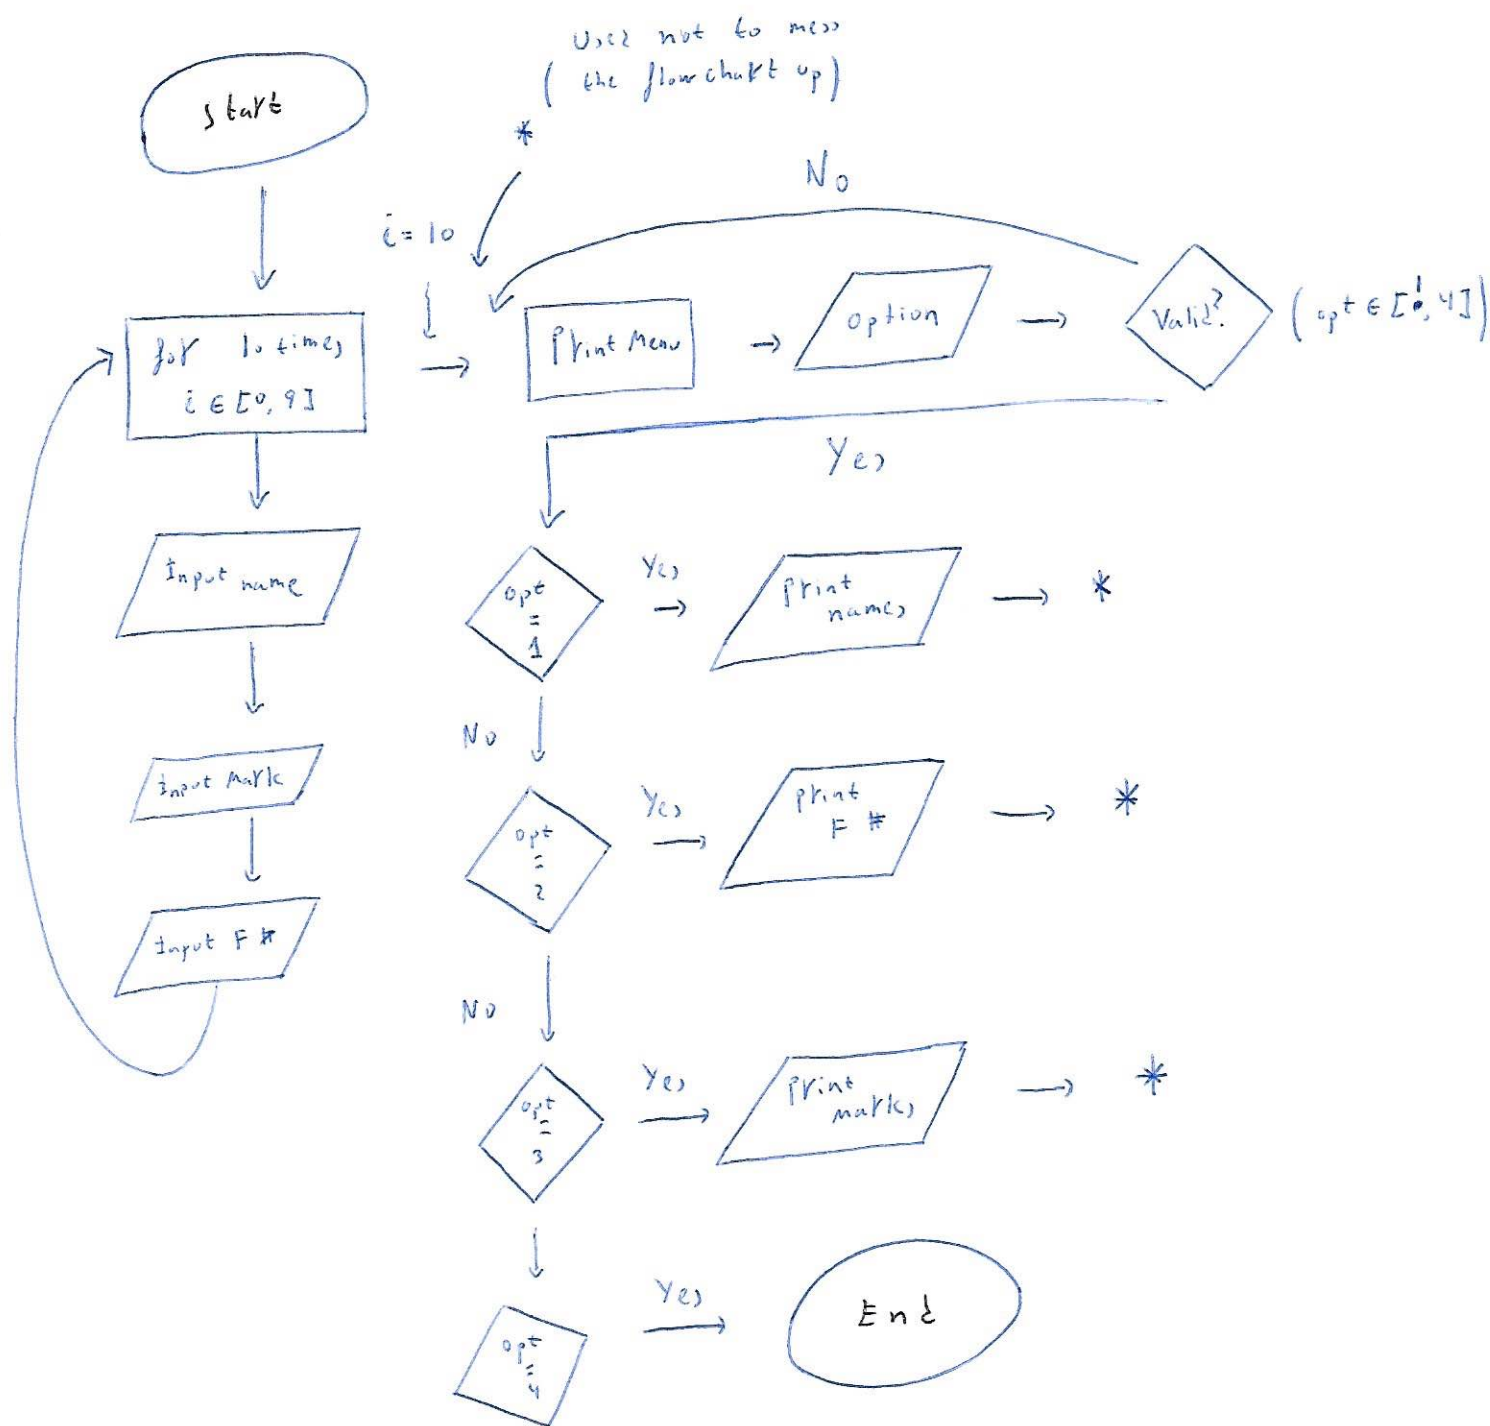 Used not to mess
( the flowchart up )
*
Start
No
i = 10
for 10 times
i ∈ [0, 9]
Print Menu
option
Valid?
( opt ∈ [1, 4] )
Yes
Input name
opt
=
1
Yes
print
names
*
No
Input Mark
opt
=
2
Yes
print
F #
*
Input F #
No
opt
=
3
Yes
print
marks
*
opt
=
4
Yes
End